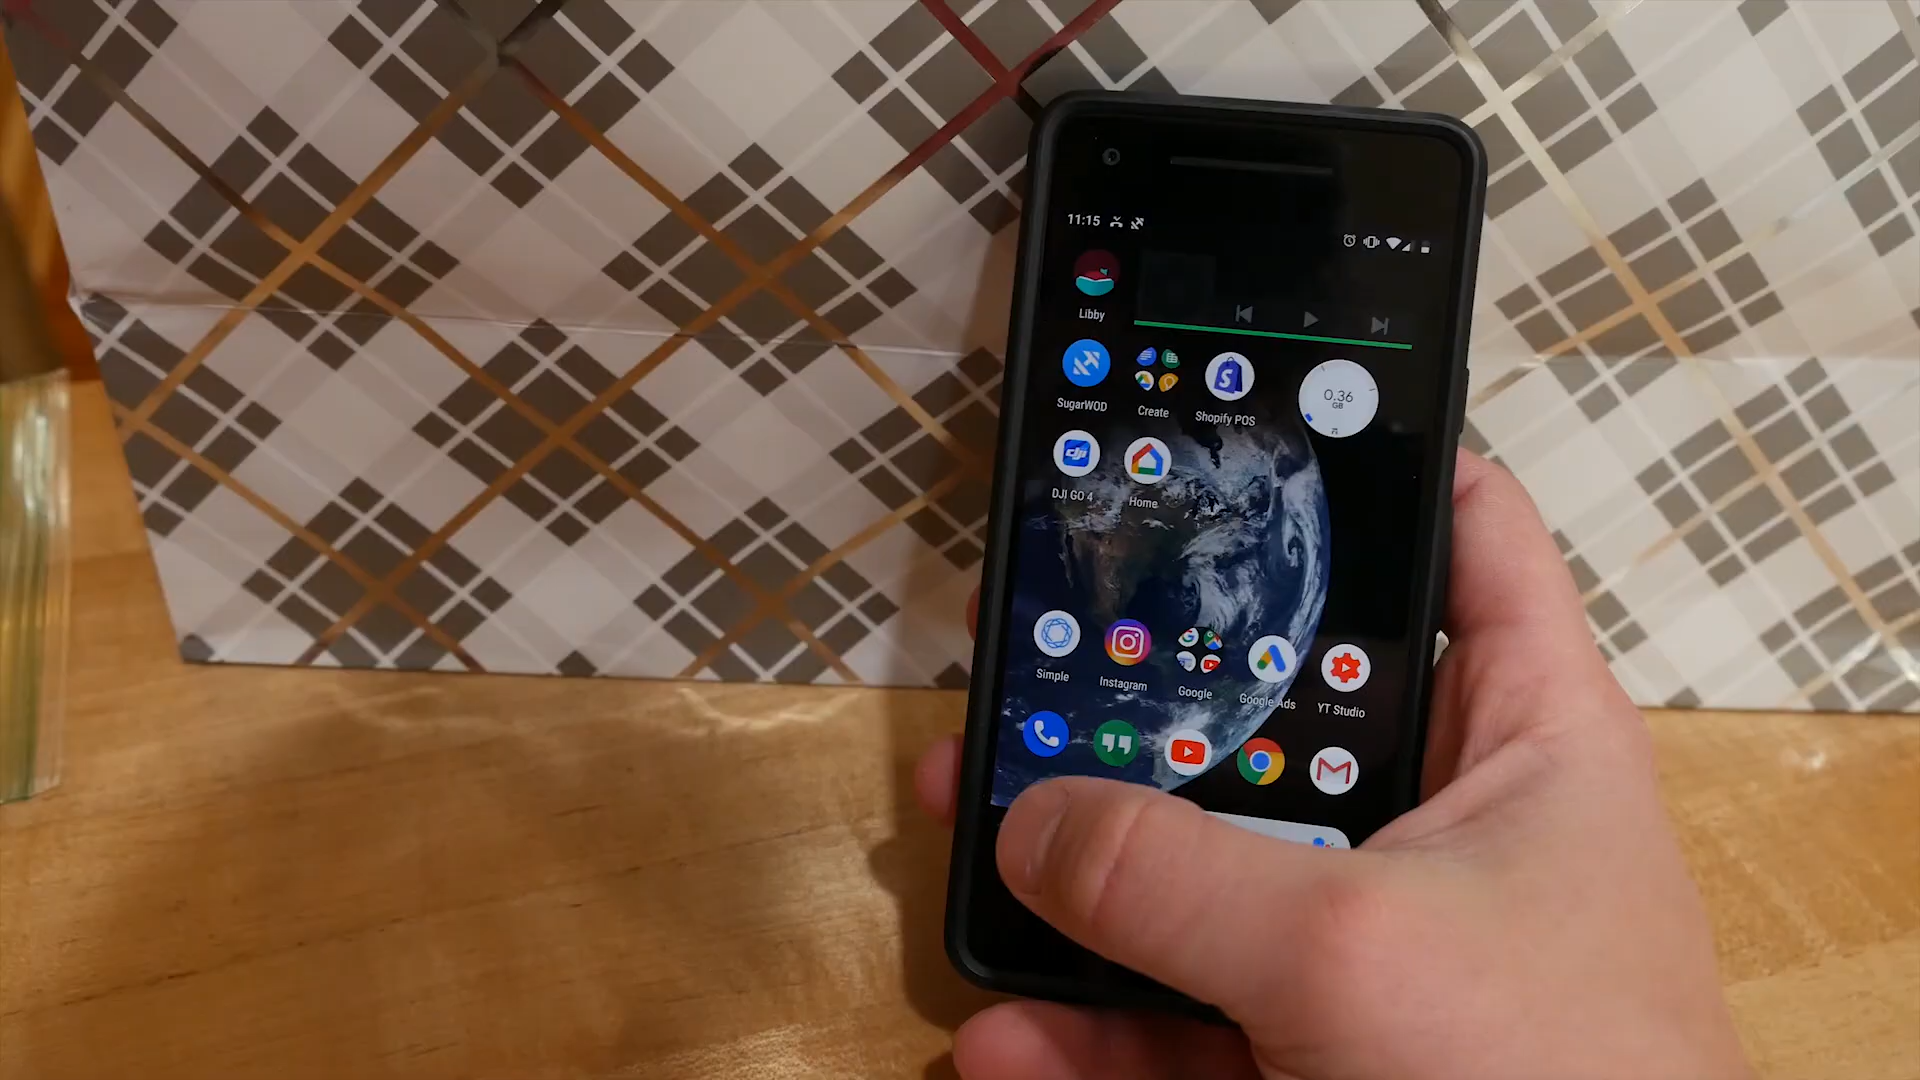 11:15
Libby
SugarWOD
Create
Shopify POS
0.36
GB
DJI GO 4
Home
Simple
Instagram
Google
Google Ads
YT Studio